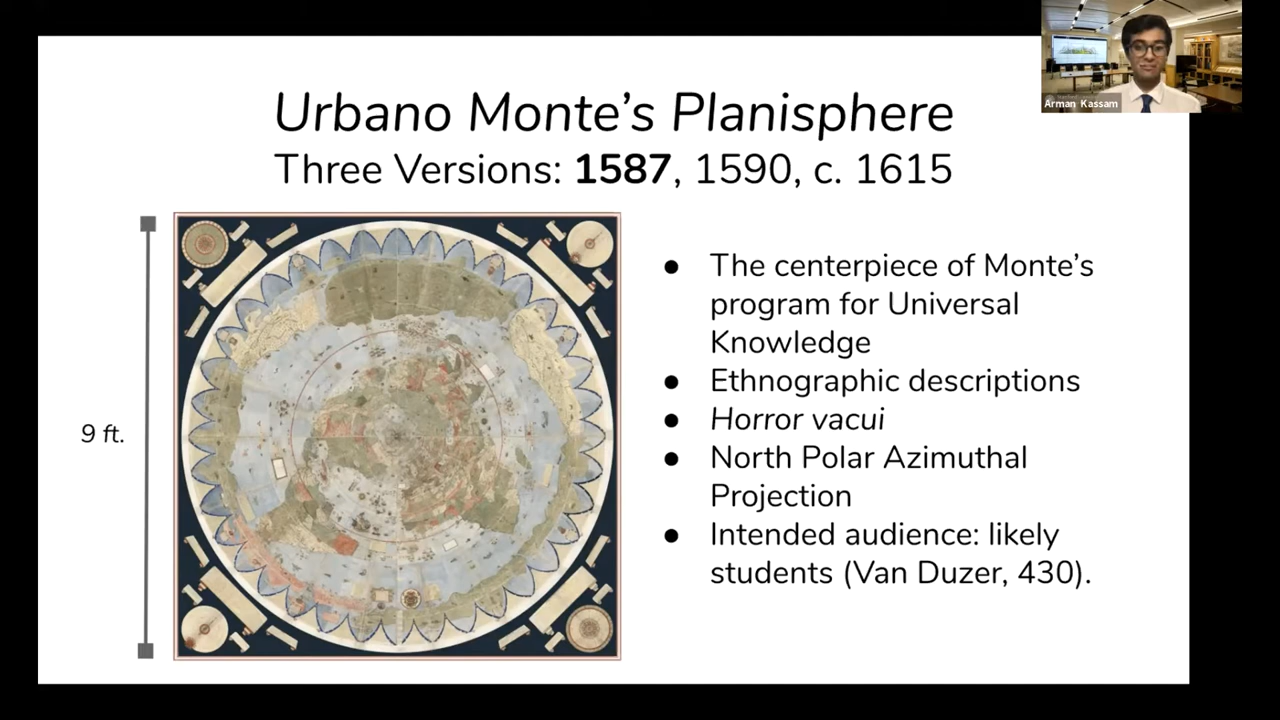 Arman Kassam
Urbano Monte's Planisphere
Three Versions: 1587, 1590, c. 1615
9 ft.
● The centerpiece of Monte's
program for Universal
Knowledge
● Ethnographic descriptions
● Horror vacui
● North Polar Azimuthal
Projection
● Intended audience: likely
students (Van Duzer, 430).